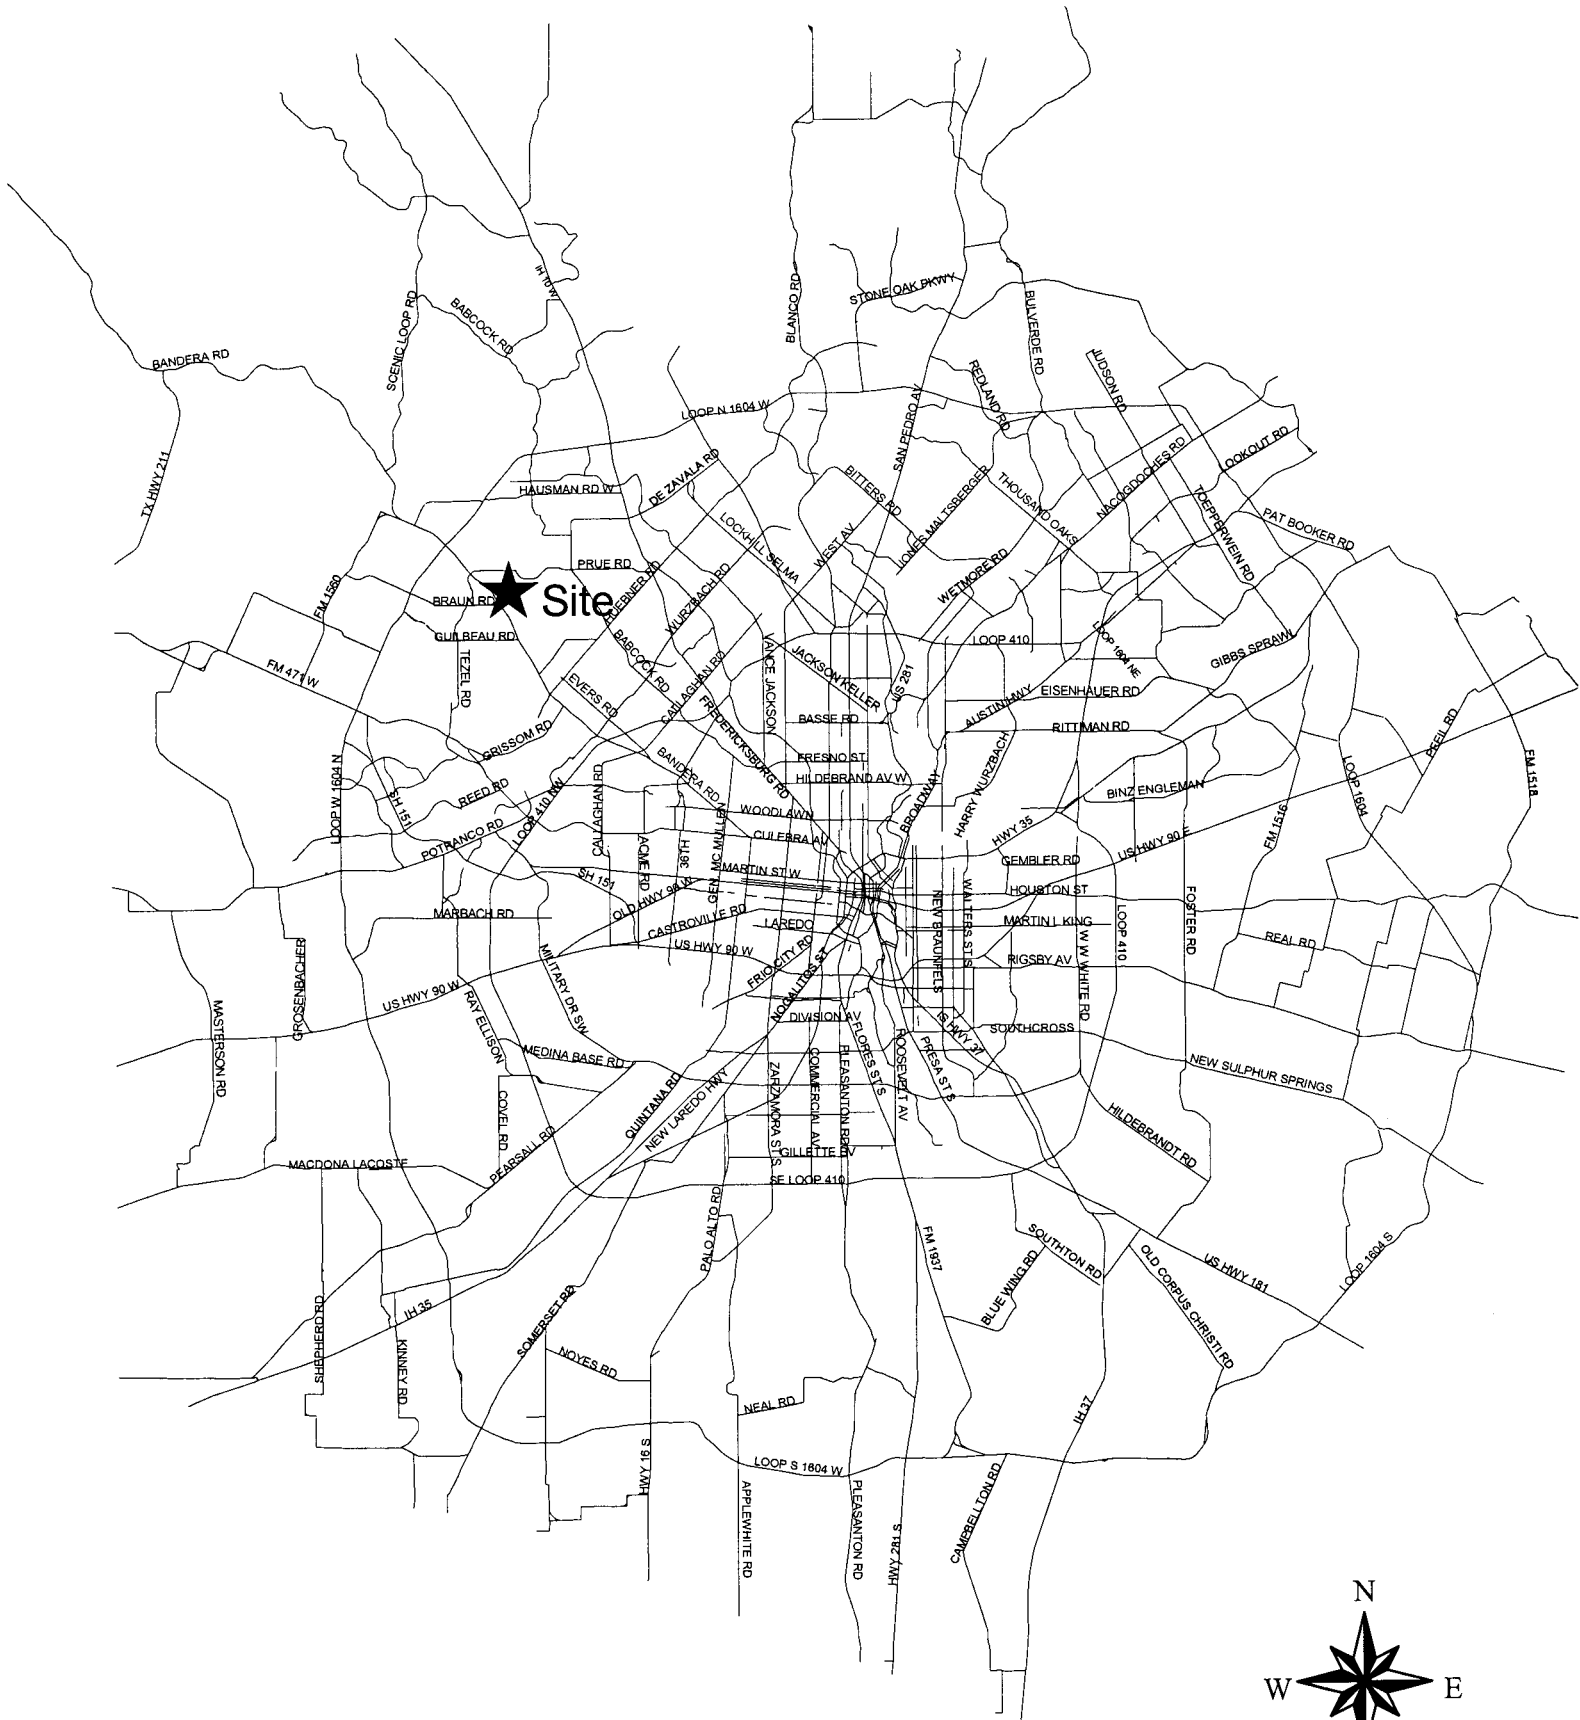 IH 10 W
STONE OAK PKWY
BLANCO RD
BULVERDE RD
SCENIC LOOP RD
BABCOCK RD
BANDERA RD
JUDSON RD
REDLAND RD
LOOP N 1604 W
SAN PEDRO AV
LOOKOUT RD
NACOGDOCHES RD
DE ZAVALA RD
TX HWY 211
HAUSMAN RD W
BITTERS RD
JONES MALTSBERGER
THOUSAND OAKS
TOEPPERWEIN RD
PAT BOOKER RD
LOCKHILL SELMA
WEST AV
WETMORE RD
PRUE RD
HUEBNER RD
WURZBACH RD
FM 1560
BRAUN RD
Site
GUILBEAU RD
TEZEL RD
BABCOCK RD
VANCE JACKSON
JACKSON KELLER
LOOP 410
LOOP 1604 NE
GIBBS SPRAWL
FM 471 W
EVERS RD
CALLAGHAN RD
FREDERICKSBURG RD
US 281
AUSTIN HWY
EISENHAUER RD
BASSE RD
RITTIMAN RD
GRISSOM RD
FRESNO ST
HILDEBRAND AV W
BANDERA RD
HARRY WURZBACH
PFEIL RD
FM 1518
LOOP W 1604 N
SH 151
REED RD
LOOP 410 NW
CALLAGHAN RD
WOODLAWN
BROADWAY
BINZ ENGLEMAN
LOOP 1604
POTRANCO RD
ACME RD
36TH
GEN. MC MULLEN
CULEBRA AV
HWY 35
US HWY 90 E
FM 1516
GEMBLER RD
MARTIN ST W
SH 151
OLD HWY 90 W
HOUSTON ST
MARBACH RD
CASTROVILLE RD
LAREDO
NEW BRAUNFELS
WALTERS ST S
MARTIN L KING
LOOP 410
FOSTER RD
REAL RD
US HWY 90 W
FRIO CITY RD
NOGALITOS ST
RIGSBY AV
W W WHITE RD
GROSENBACHER
US HWY 90 W
MILITARY DR SW
MASTERSON RD
RAY ELLISON
DIVISION AV
FLORES ST S
ROOSEVELT AV
PRESA ST S
IS HWY 37
SOUTHCROSS
MEDINA BASE RD
NEW SULPHUR SPRINGS
COVEL RD
QUINTANA RD
NEW LAREDO HWY
ZARZAMORA ST S
COMMERCIAL AV
PLEASANTON RD
HILDEBRANDT RD
PEARSALL RD
GILLETTE BV
MACDONA LACOSTE
SE LOOP 410
PALO ALTO RD
FM 1937
SOUTHTON RD
BLUE WING RD
OLD CORPUS CHRISTI RD
US HWY 181
LOOP 1604 S
SHEPHERD RD
IH 35
KINNEY RD
SOMERSET RD
NOYES RD
NEAL RD
IH 37
HWY 16 S
LOOP S 1604 W
APPLEWHITE RD
PLEASANTON RD
HWY 281 S
CAMPBELLTON RD
N
W E